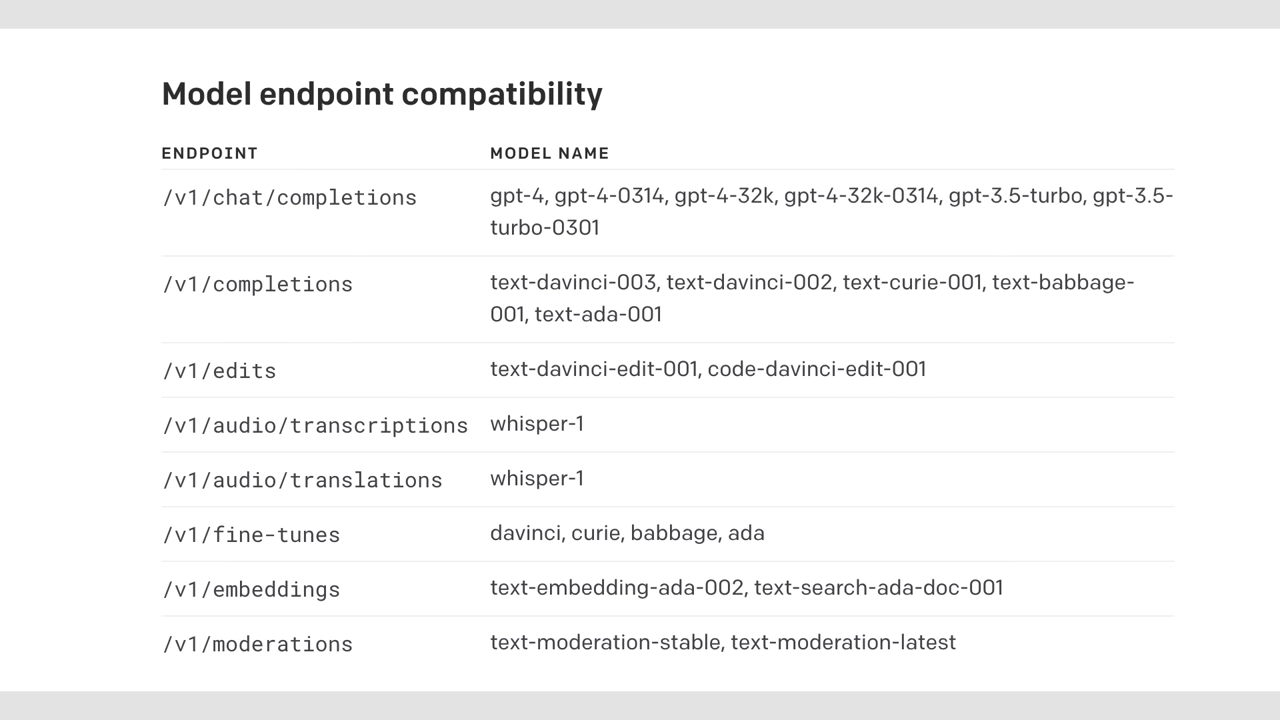 Model endpoint compatibility
ENDPOINT MODEL NAME
/v1/chat/completions gpt-4, gpt-4-0314, gpt-4-32k, gpt-4-32k-0314, gpt-3.5-turbo, gpt-3.5-
turbo-0301
/v1/completions text-davinci-003, text-davinci-002, text-curie-001, text-babbage-
001, text-ada-001
/v1/edits text-davinci-edit-001, code-davinci-edit-001
/v1/audio/transcriptions whisper-1
/v1/audio/translations whisper-1
/v1/fine-tunes davinci, curie, babbage, ada
/v1/embeddings text-embedding-ada-002, text-search-ada-doc-001
/v1/moderations text-moderation-stable, text-moderation-latest